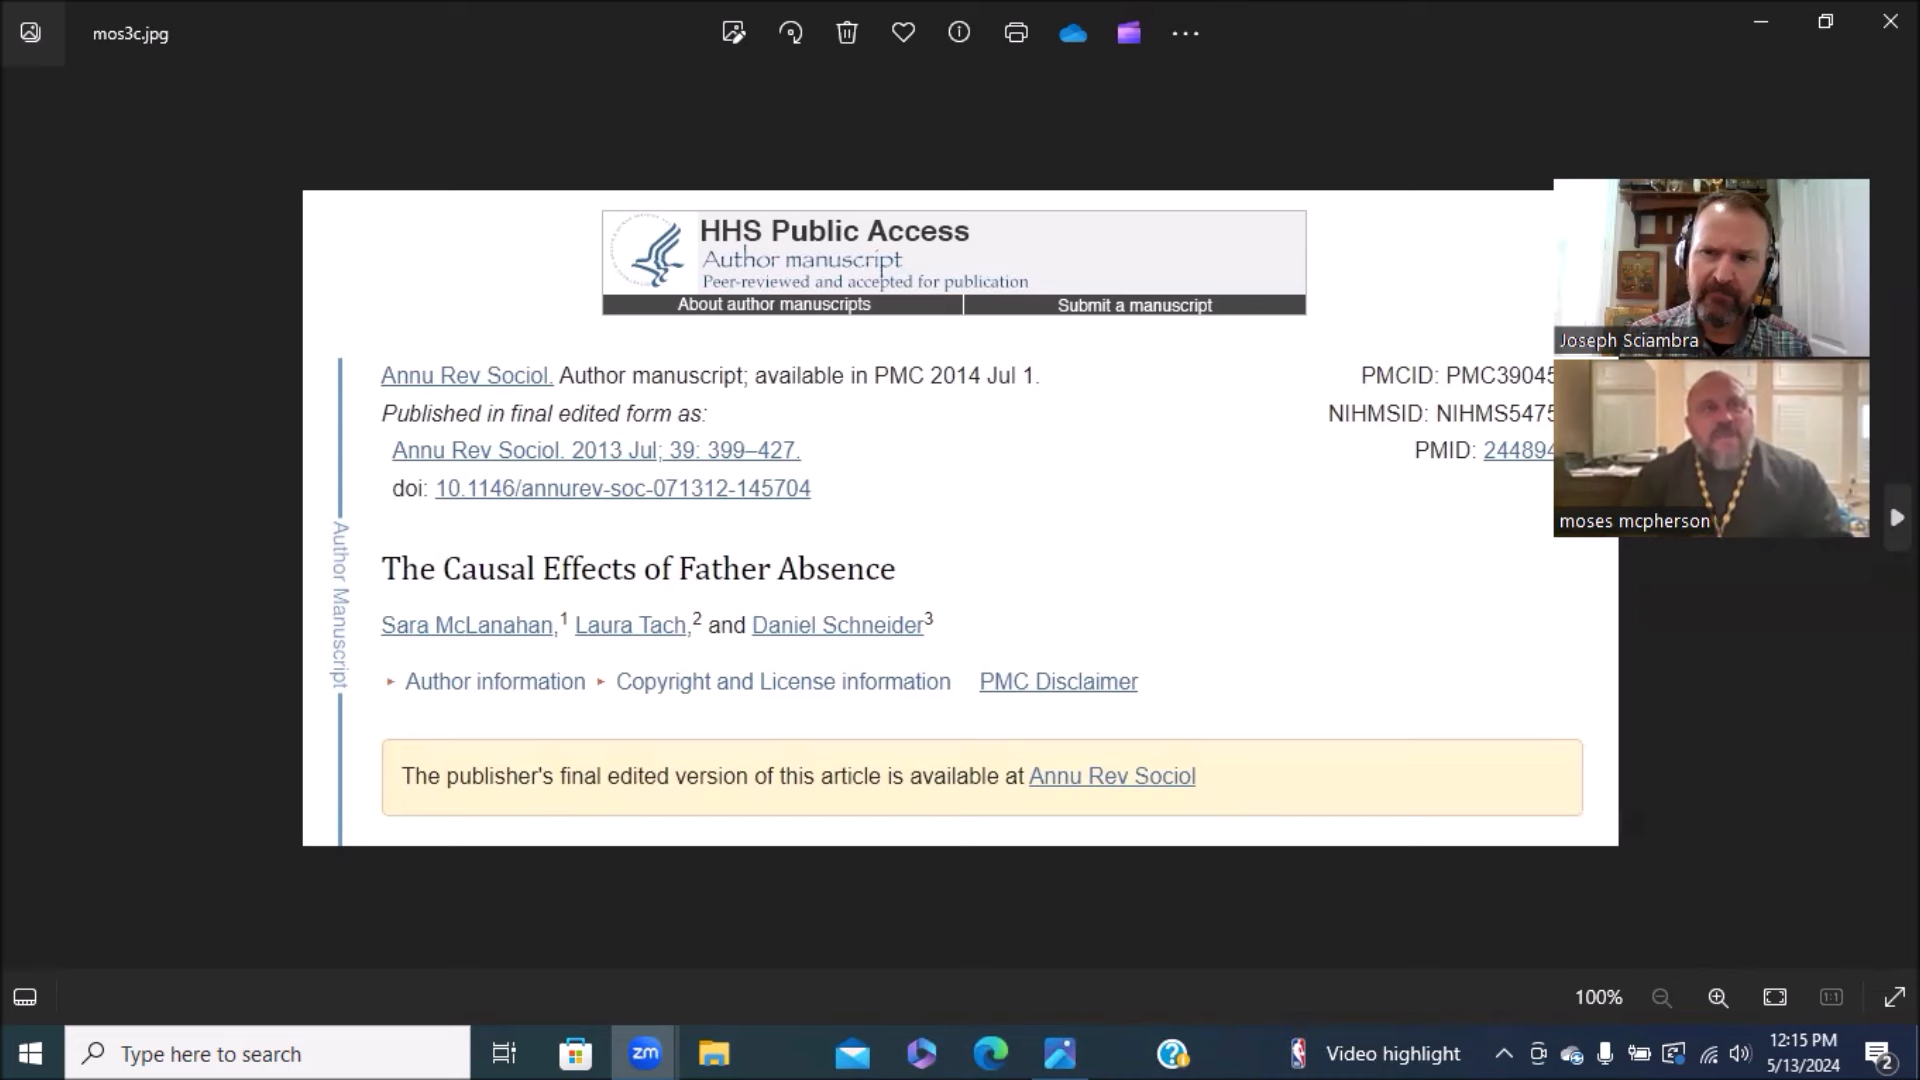 mos3c.jpg
HHS Public Access
Author manuscript
Peer-reviewed and accepted for publication
About author manuscripts
Submit a manuscript
Annu Rev Sociol. Author manuscript; available in PMC 2014 Jul 1.
Published in final edited form as:
Annu Rev Sociol. 2013 Jul; 39: 399–427.
doi: 10.1146/annurev-soc-071312-145704
PMCID: PMC39045
NIHMSID: NIHMS5475
PMID: 244894
Joseph Sciambra
moses mcpherson
Author Manuscript
The Causal Effects of Father Absence
Sara McLanahan,1 Laura Tach,2 and Daniel Schneider3
▸ Author information ▸ Copyright and License information PMC Disclaimer
The publisher's final edited version of this article is available at Annu Rev Sociol
100%
1:1
Type here to search
zm
Video highlight
12:15 PM
5/13/2024
2